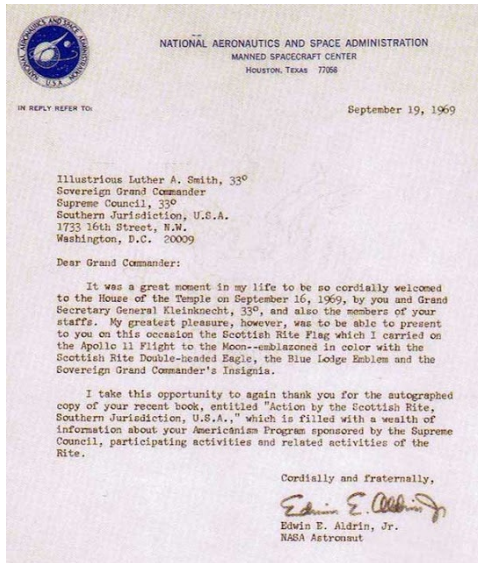 NATIONAL AERONAUTICS AND SPACE ADMINISTRATION
MANNED SPACECRAFT CENTER
HOUSTON, TEXAS 77058
NATIONAL AERONAUTICS AND SPACE ADMINISTRATION
U.S.A.
IN REPLY REFER TO:
September 19, 1969
Illustrious Luther A. Smith, 33°
Sovereign Grand Commander
Supreme Council, 33°
Southern Jurisdiction, U.S.A.
1733 16th Street, N.W.
Washington, D.C. 20009
Dear Grand Commander:
It was a great moment in my life to be so cordially welcomed
to the House of the Temple on September 16, 1969, by you and Grand
Secretary General Kleinknecht, 33°, and also the members of your
staffs. My greatest pleasure, however, was to be able to present
to you on this occasion the Scottish Rite Flag which I carried on
the Apollo 11 Flight to the Moon--emblazoned in color with the
Scottish Rite Double-headed Eagle, the Blue Lodge Emblem and the
Sovereign Grand Commander's Insignia.
I take this opportunity to again thank you for the autographed
copy of your recent book, entitled "Action by the Scottish Rite,
Southern Jurisdiction, U.S.A.," which is filled with a wealth of
information about your Americanism Program sponsored by the Supreme
Council, participating activities and related activities of the
Rite.
Cordially and fraternally,
Edwin E. Aldrin Jr
Edwin E. Aldrin, Jr.
NASA Astronaut